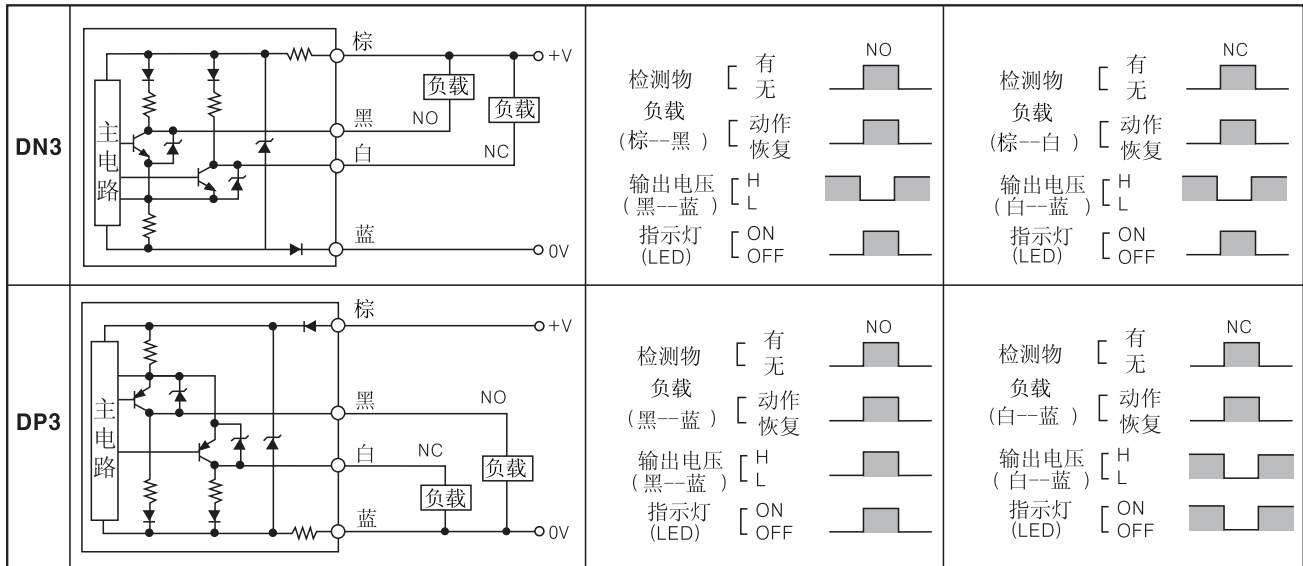 DN3
主电路
棕
+V
负载
负载
黑
NO
白
NC
蓝
0V
NO
检测物 有
无
负载
(棕--黑) 动作
恢复
输出电压 H
(黑--蓝) L
指示灯 ON
(LED) OFF
NC
检测物 有
无
负载
(棕--白) 动作
恢复
输出电压 H
(白--蓝) L
指示灯 ON
(LED) OFF
DP3
主电路
棕
+V
黑
NO
白
NC
负载
负载
蓝
0V
NO
检测物 有
无
负载
(黑--蓝) 动作
恢复
输出电压 H
(黑--蓝) L
指示灯 ON
(LED) OFF
NC
检测物 有
无
负载
(白--蓝) 动作
恢复
输出电压 H
(白--蓝) L
指示灯 ON
(LED) OFF